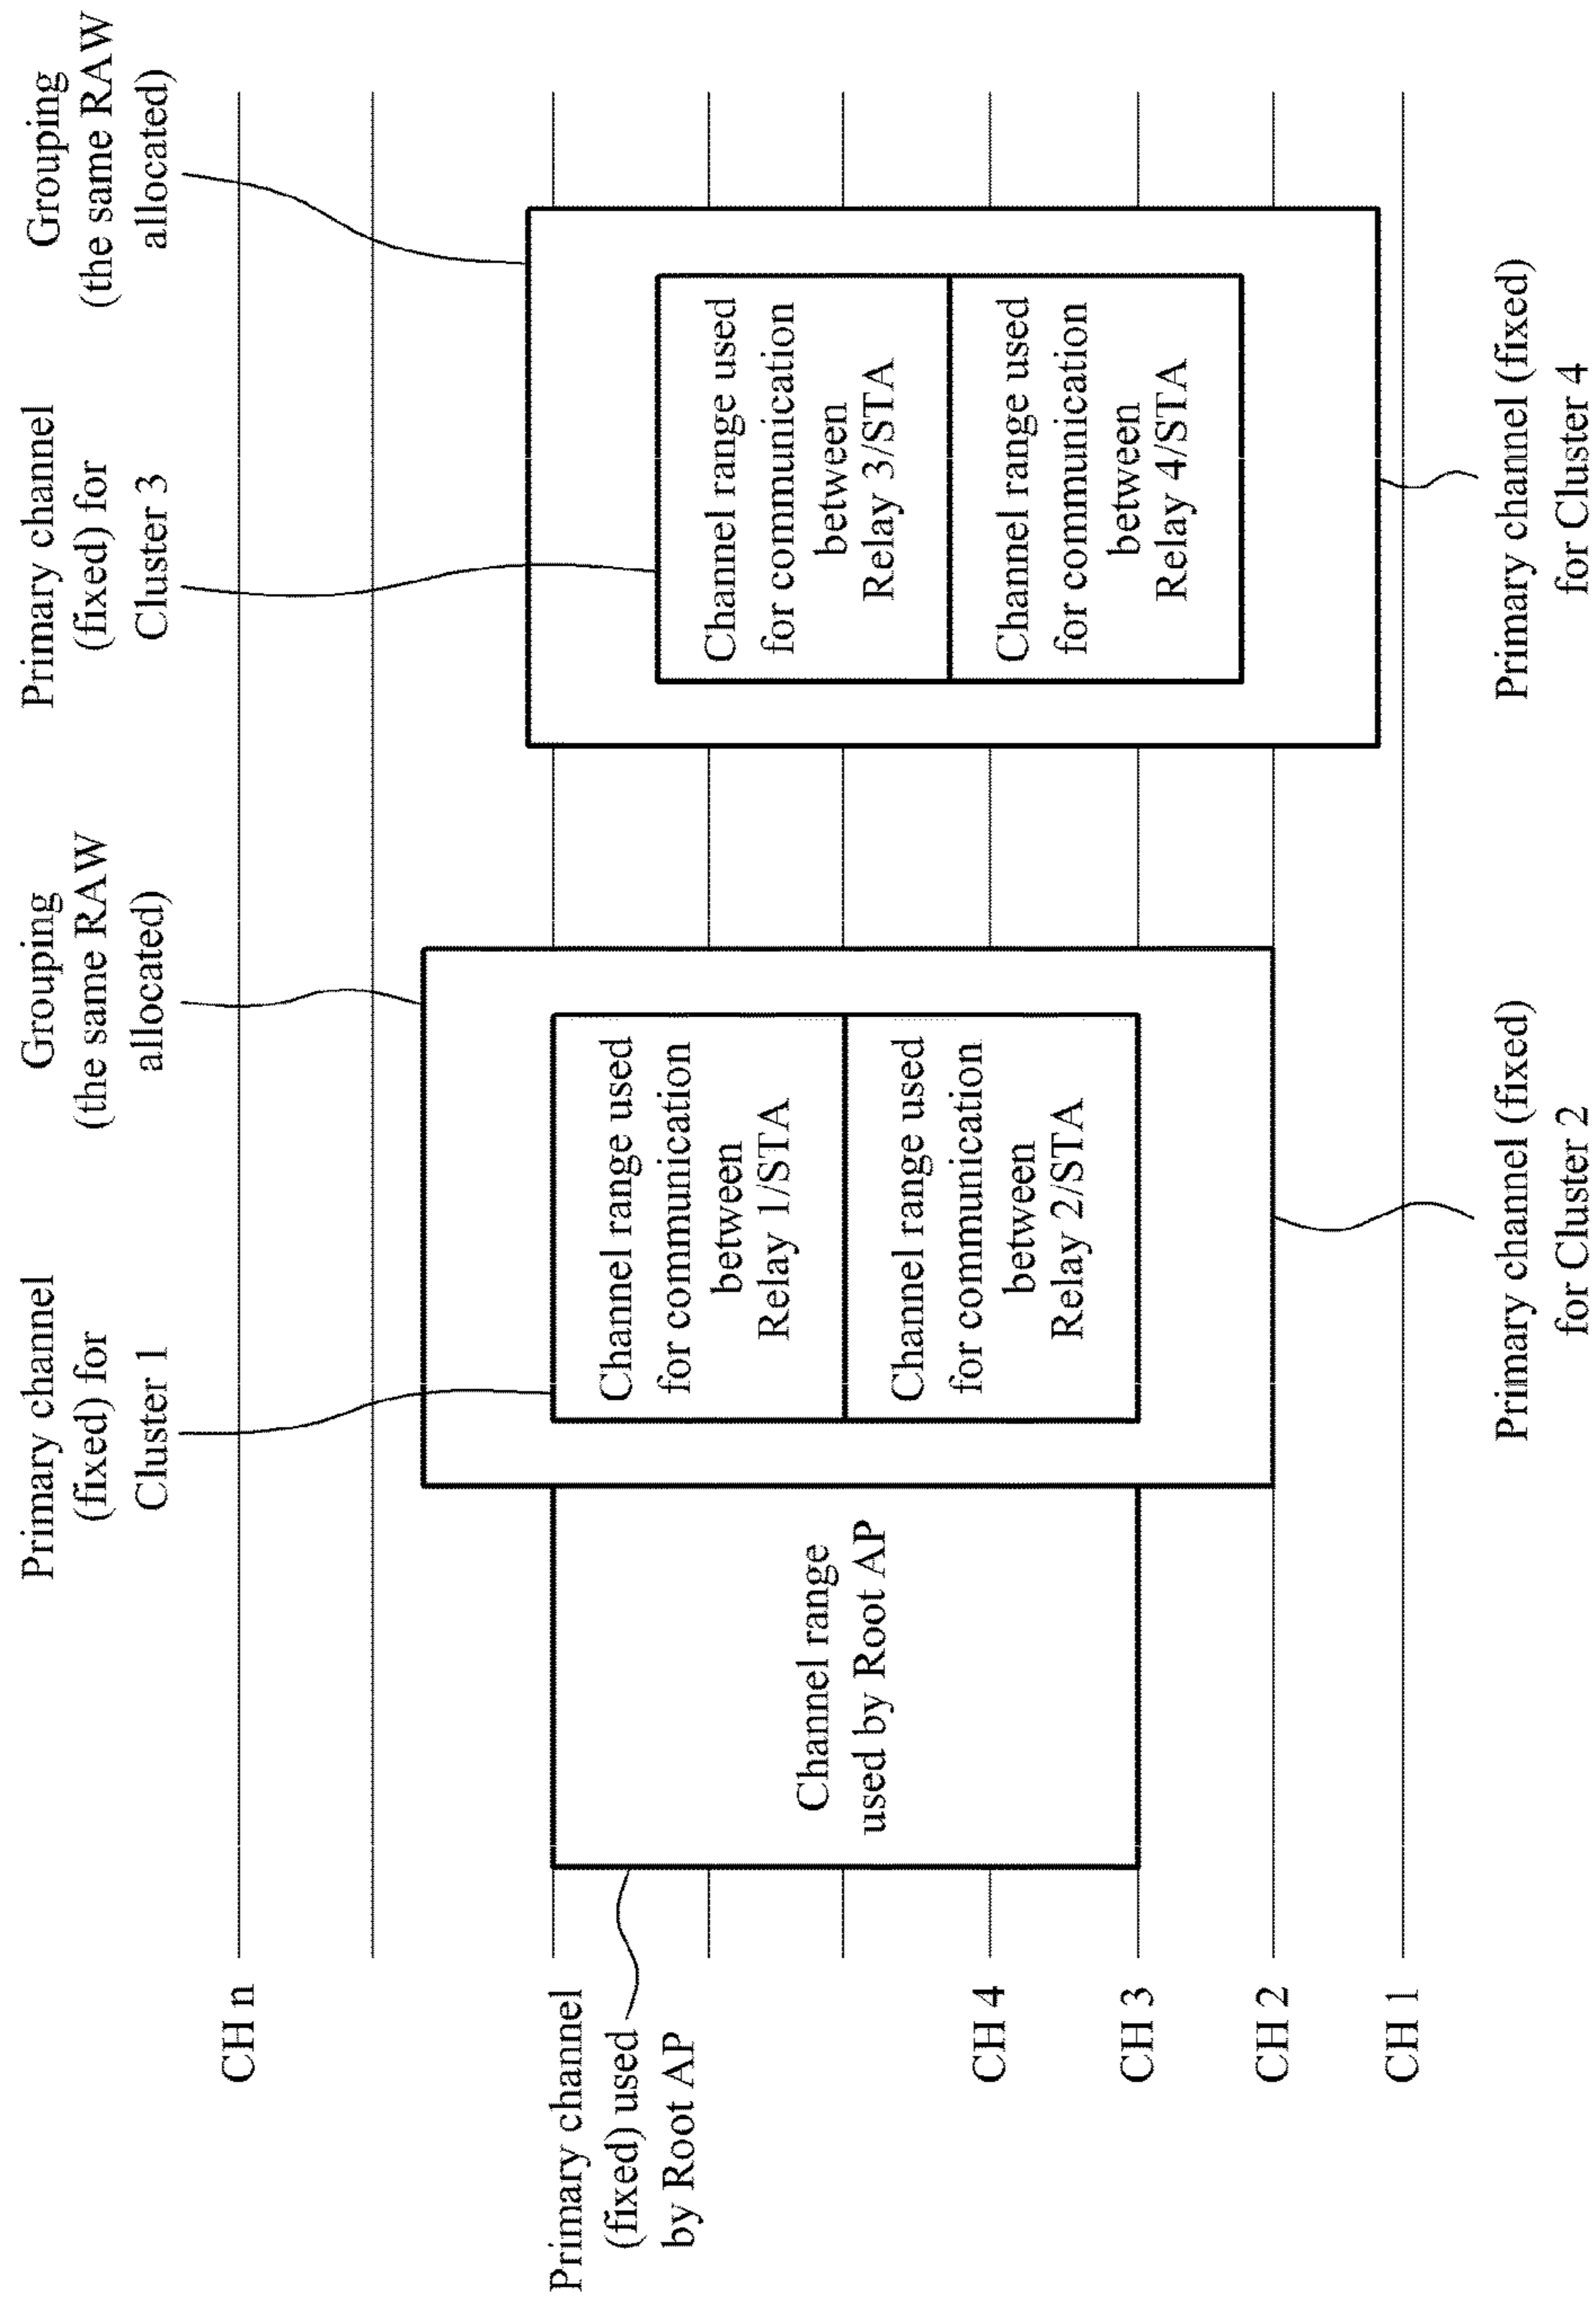 Primary channel
(fixed) for
Cluster 1
Grouping
(the same RAW
allocated)
Primary channel
(fixed) for
Cluster 3
Grouping
(the same RAW
allocated)
CH n
Primary channel
(fixed) used
by Root AP
CH 4
CH 3
CH 2
CH 1
Channel range
used by Root AP
Channel range used
for communication
between
Relay 1/STA
Channel range used
for communication
between
Relay 2/STA
Channel range used
for communication
between
Relay 3/STA
Channel range used
for communication
between
Relay 4/STA
Primary channel (fixed)
for Cluster 2
Primary channel (fixed)
for Cluster 4